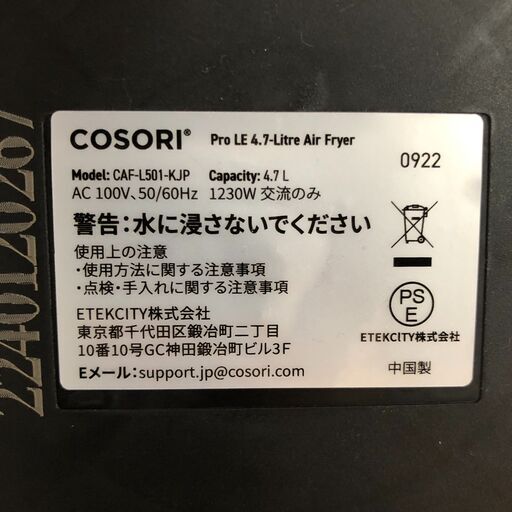 COSORI® Pro LE 4.7-Litre Air Fryer
0922
Model: CAF-L501-KJP Capacity: 4.7 L
AC 100V、50/60Hz 1230W 交流のみ
警告:水に浸さないでください
使用上の注意
・使用方法に関する注意事項
・点検・手入れに関する注意事項
ETEKCITY株式会社
東京都千代田区鍛冶町二丁目
10番10号GC神田鍛冶町ビル3F
Eメール:support.jp@cosori.com
PS
E
ETEKCITY株式会社
中国製
2240120267